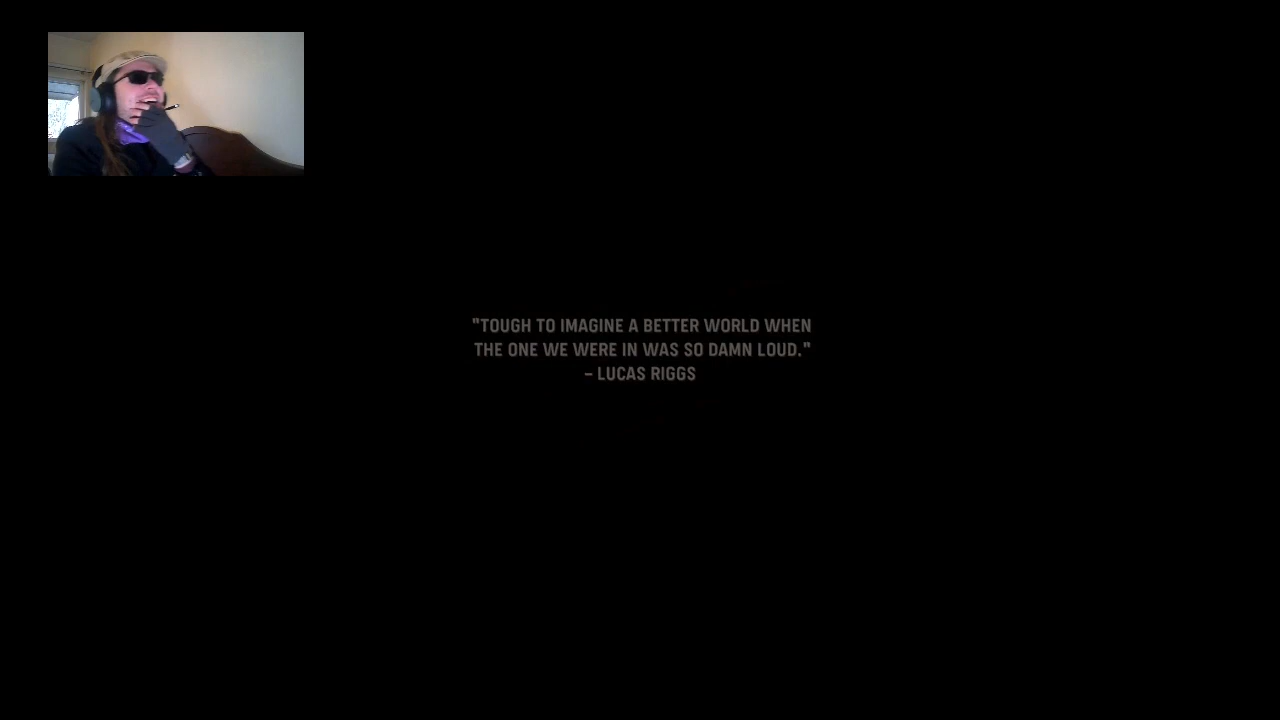 "TOUGH TO IMAGINE A BETTER WORLD WHEN
THE ONE WE WERE IN WAS SO DAMN LOUD."
– LUCAS RIGGS